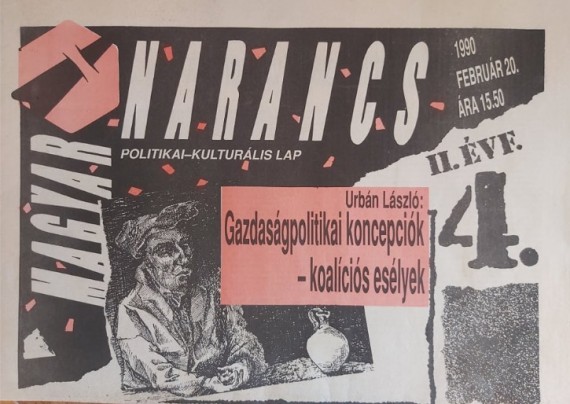 MAGYAR
NARANCS
POLITIKAI–KULTURÁLIS LAP
1990
FEBRUÁR 20.
ÁRA 15.50
II. ÉVF.
4.
Urbán László:
Gazdaságpolitikai koncepciók
– koalíciós esélyek